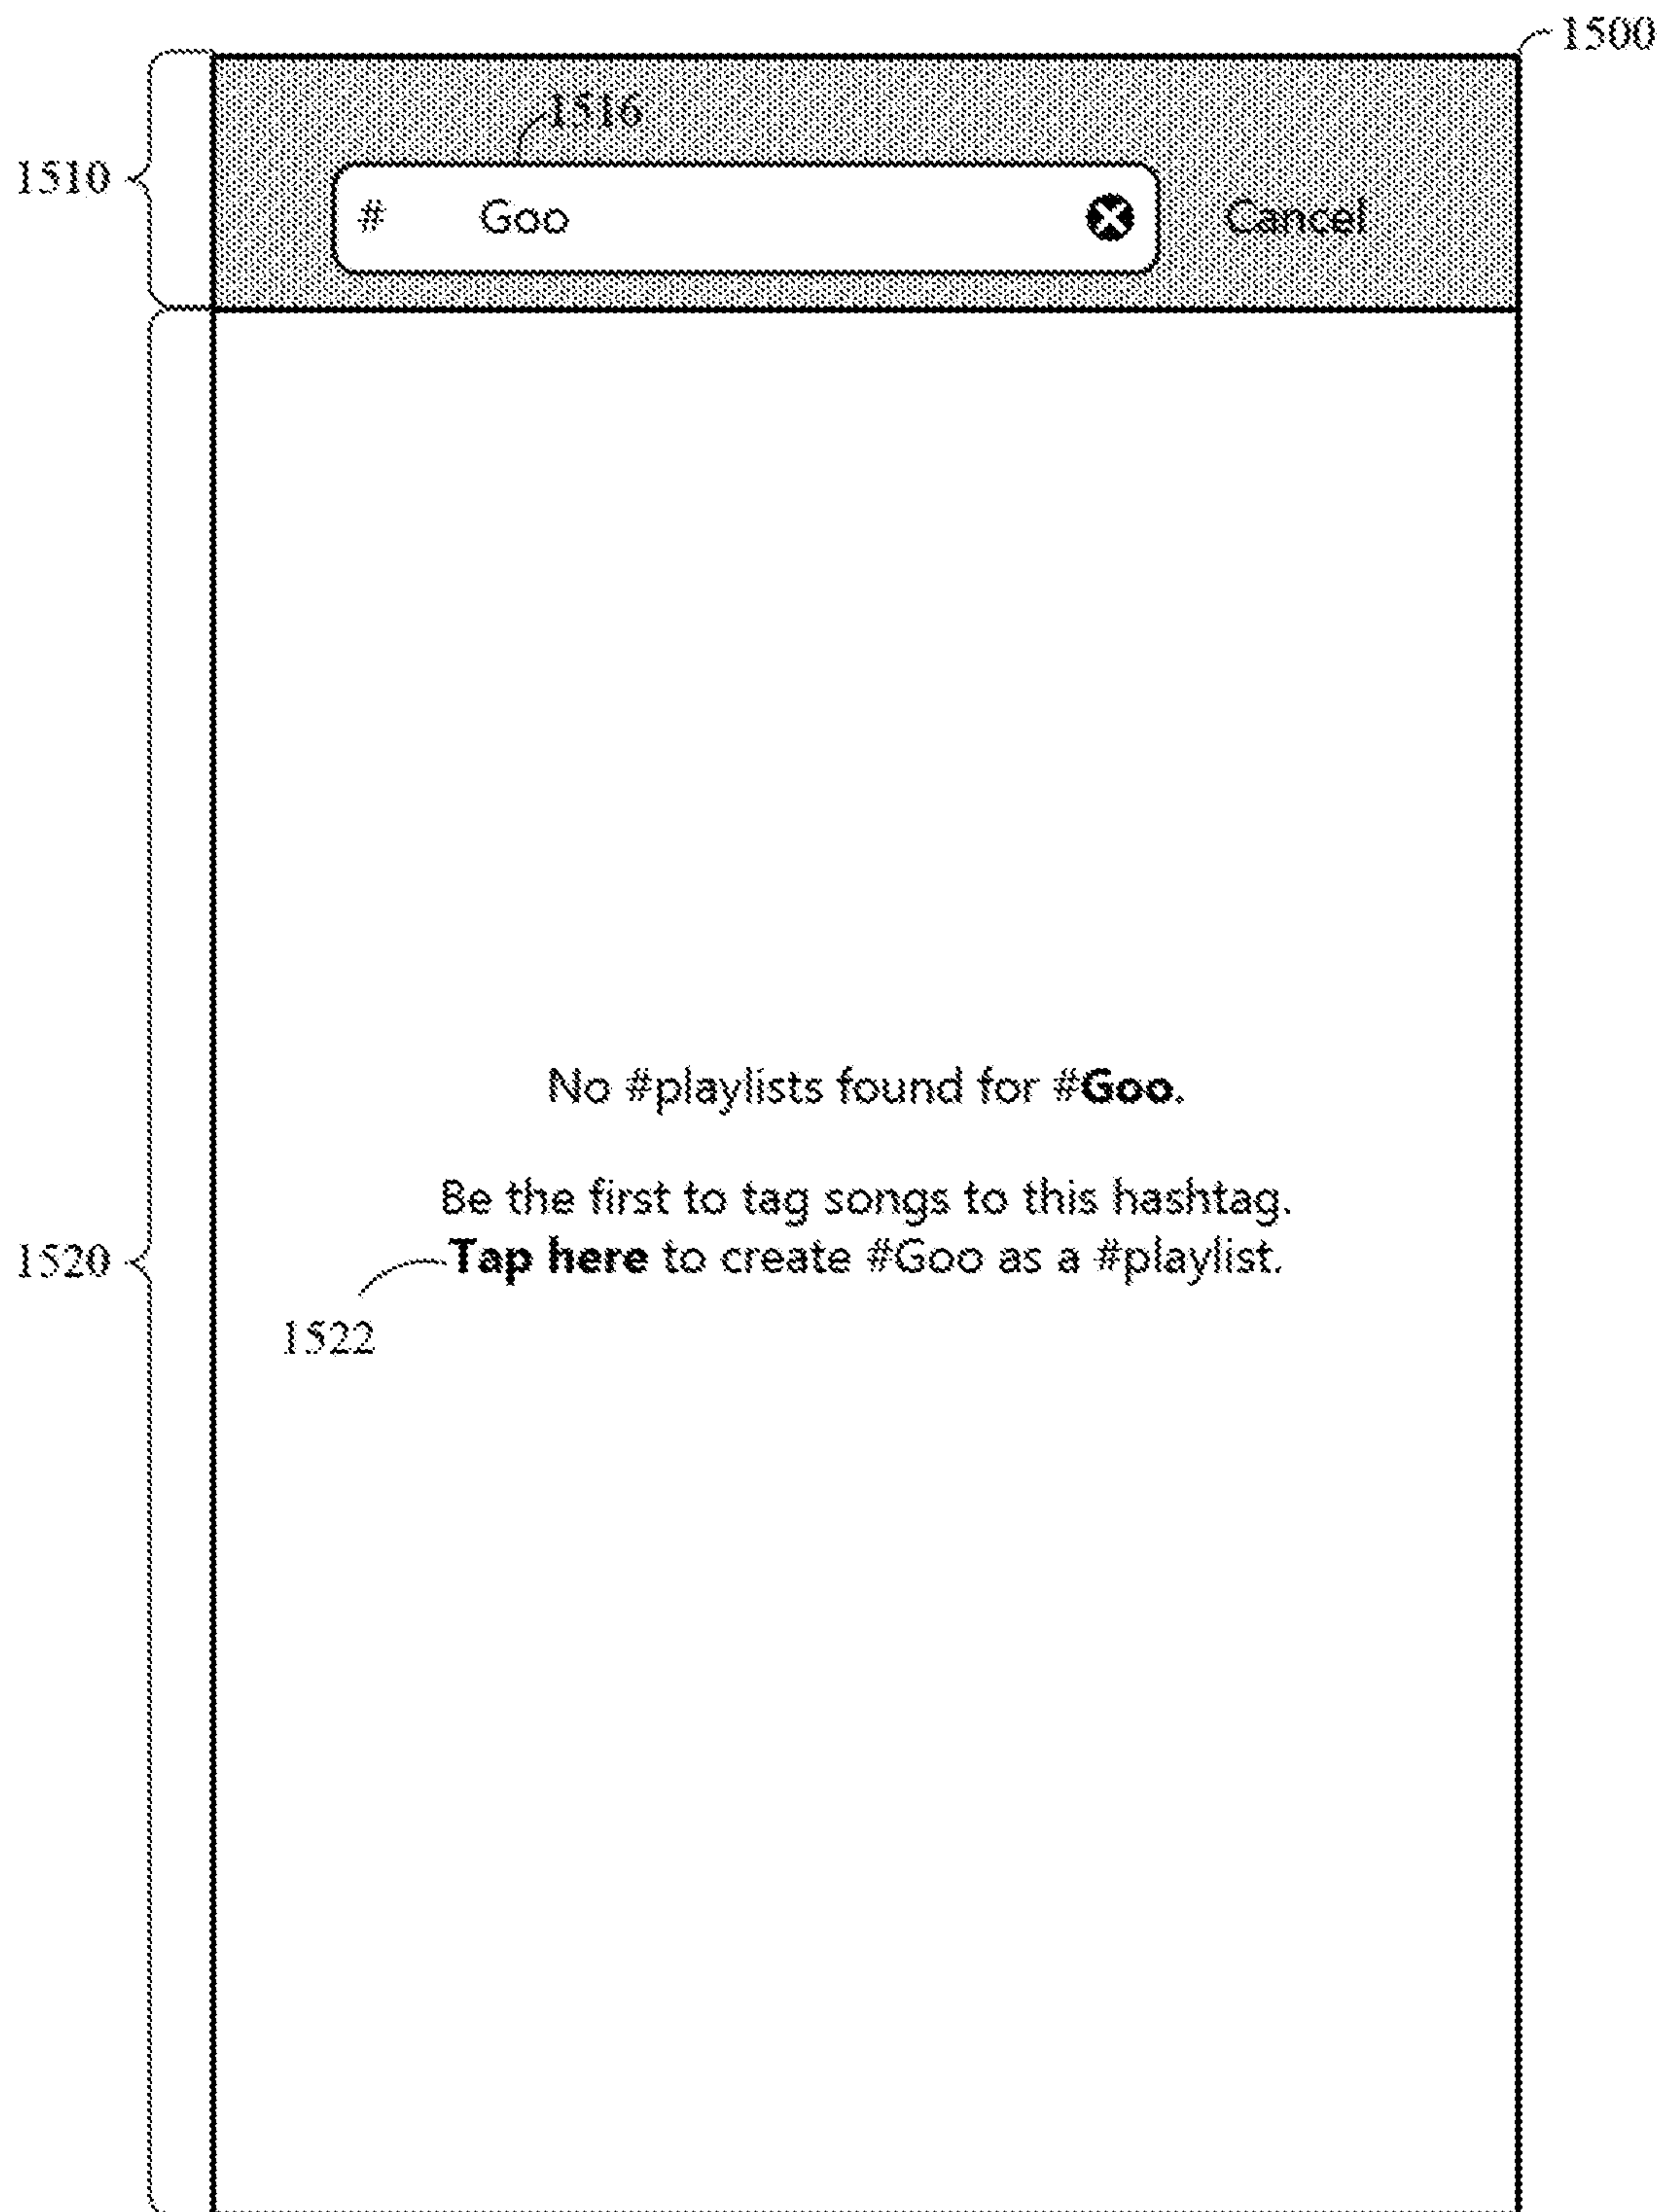 1500
1516
1510
# Goo Cancel
No #playlists found for #Goo.
Be the first to tag songs to this hashtag.
Tap here to create #Goo as a #playlist.
1520
1522